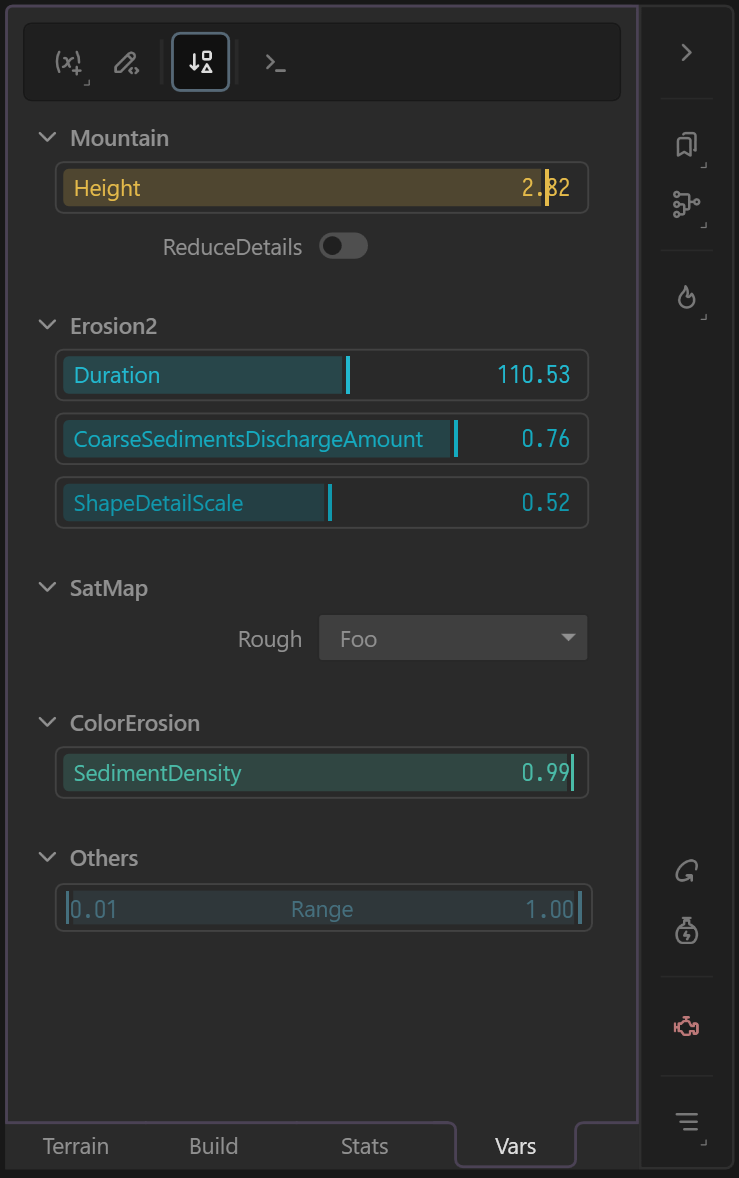 Mountain
Height 2.82
ReduceDetails
Erosion2
Duration 110.53
CoarseSedimentsDischargeAmount 0.76
ShapeDetailScale 0.52
SatMap
Rough Foo
ColorErosion
SedimentDensity 0.99
Others
0.01 Range 1.00
Terrain Build Stats Vars